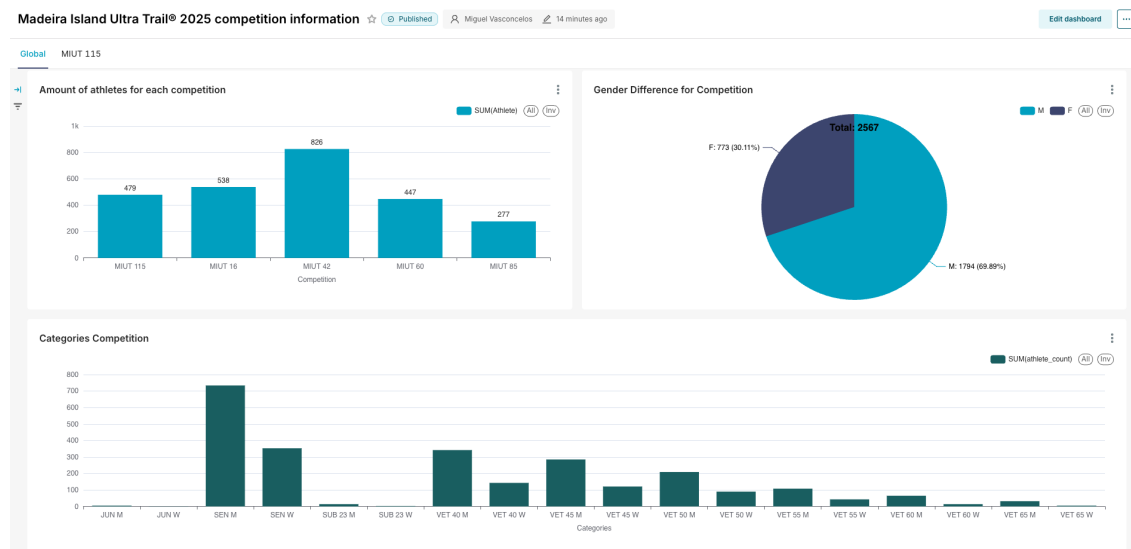 Madeira Island Ultra Trail® 2025 competition information
Published
Miguel Vasconcelos
14 minutes ago
Edit dashboard
...
Global
MIUT 115
Amount of athletes for each competition
SUM(Athlete)
All
Inv
1k
800
600
400
200
0
479
538
826
447
277
MIUT 115
MIUT 16
MIUT 42
MIUT 60
MIUT 85
Competition
Gender Difference for Competition
M
F
All
Inv
Total: 2567
F: 773 (30.11%)
M: 1794 (69.89%)
Categories Competition
SUM(athlete_count)
All
Inv
800
700
600
500
400
300
200
100
0
JUN M
JUN W
SEN M
SEN W
SUB 23 M
SUB 23 W
VET 40 M
VET 40 W
VET 45 M
VET 45 W
VET 50 M
VET 50 W
VET 55 M
VET 55 W
VET 60 M
VET 60 W
VET 65 M
VET 65 W
Categories